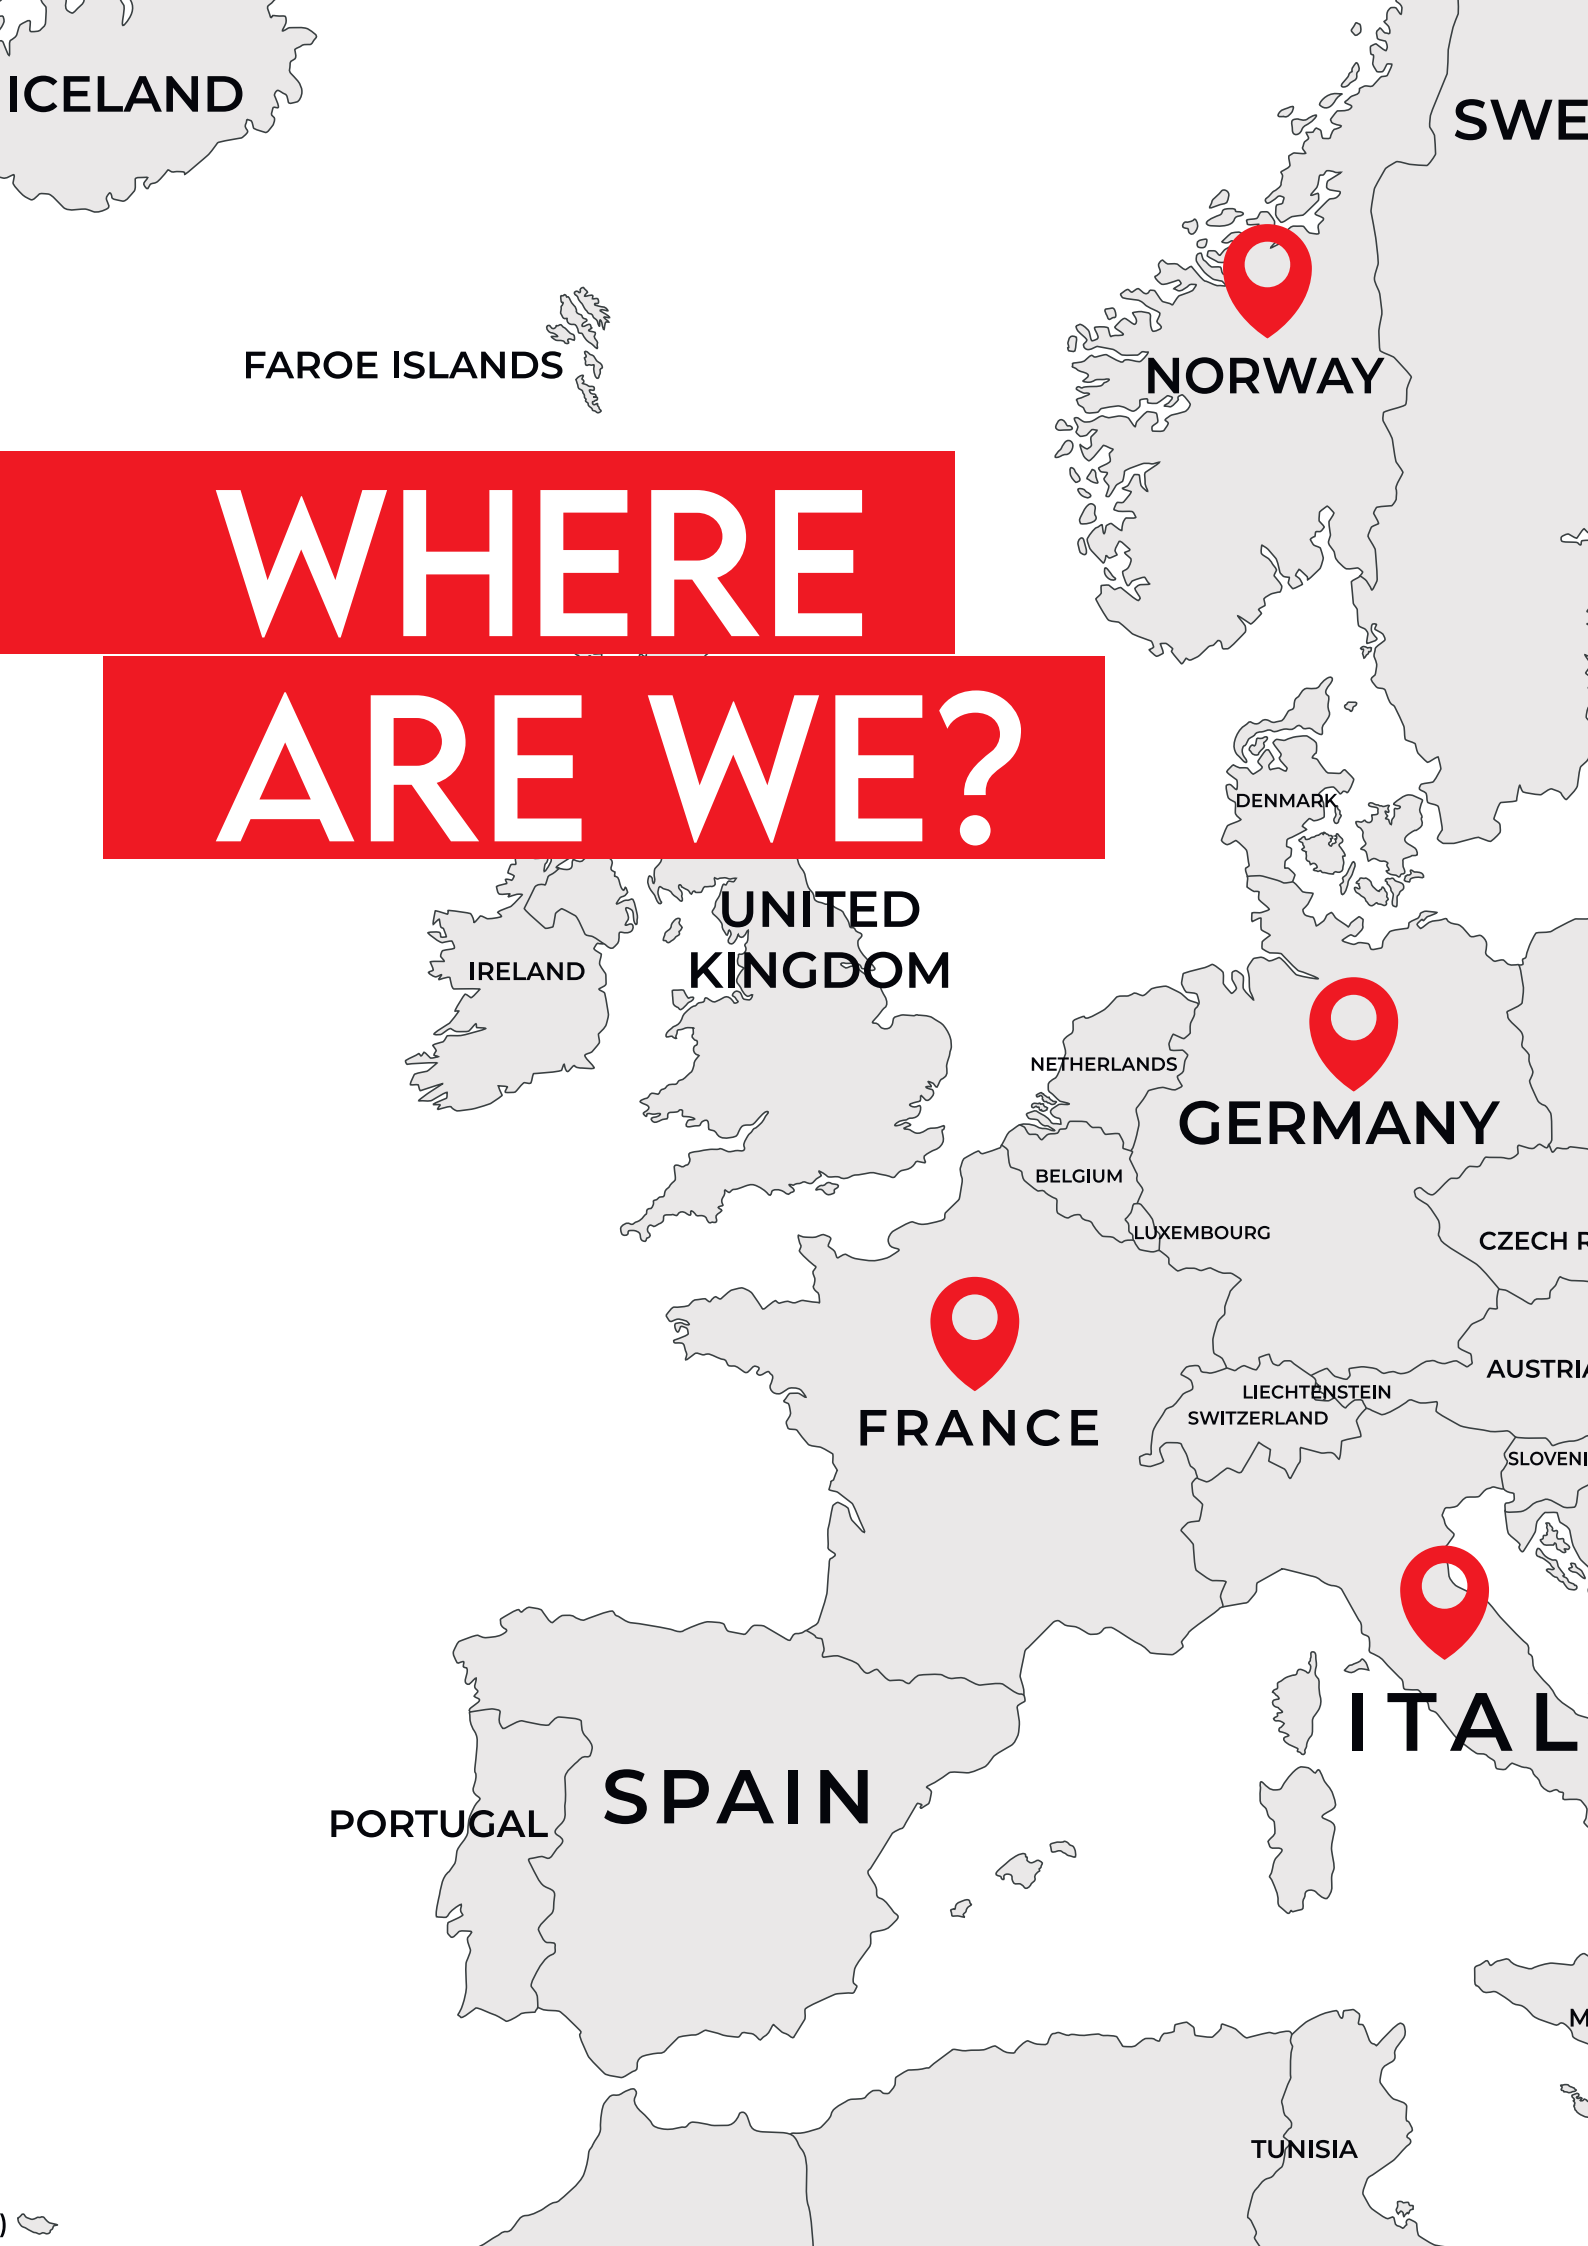 ICELAND
SWE
FAROE ISLANDS
NORWAY
WHERE
ARE WE?
DENMARK
UNITED
KINGDOM
IRELAND
NETHERLANDS
GERMANY
BELGIUM
LUXEMBOURG
CZECH R
AUSTRIA
LIECHTENSTEIN
SWITZERLAND
FRANCE
SLOVENI
ITAL
SPAIN
PORTUGAL
M
TUNISIA
)